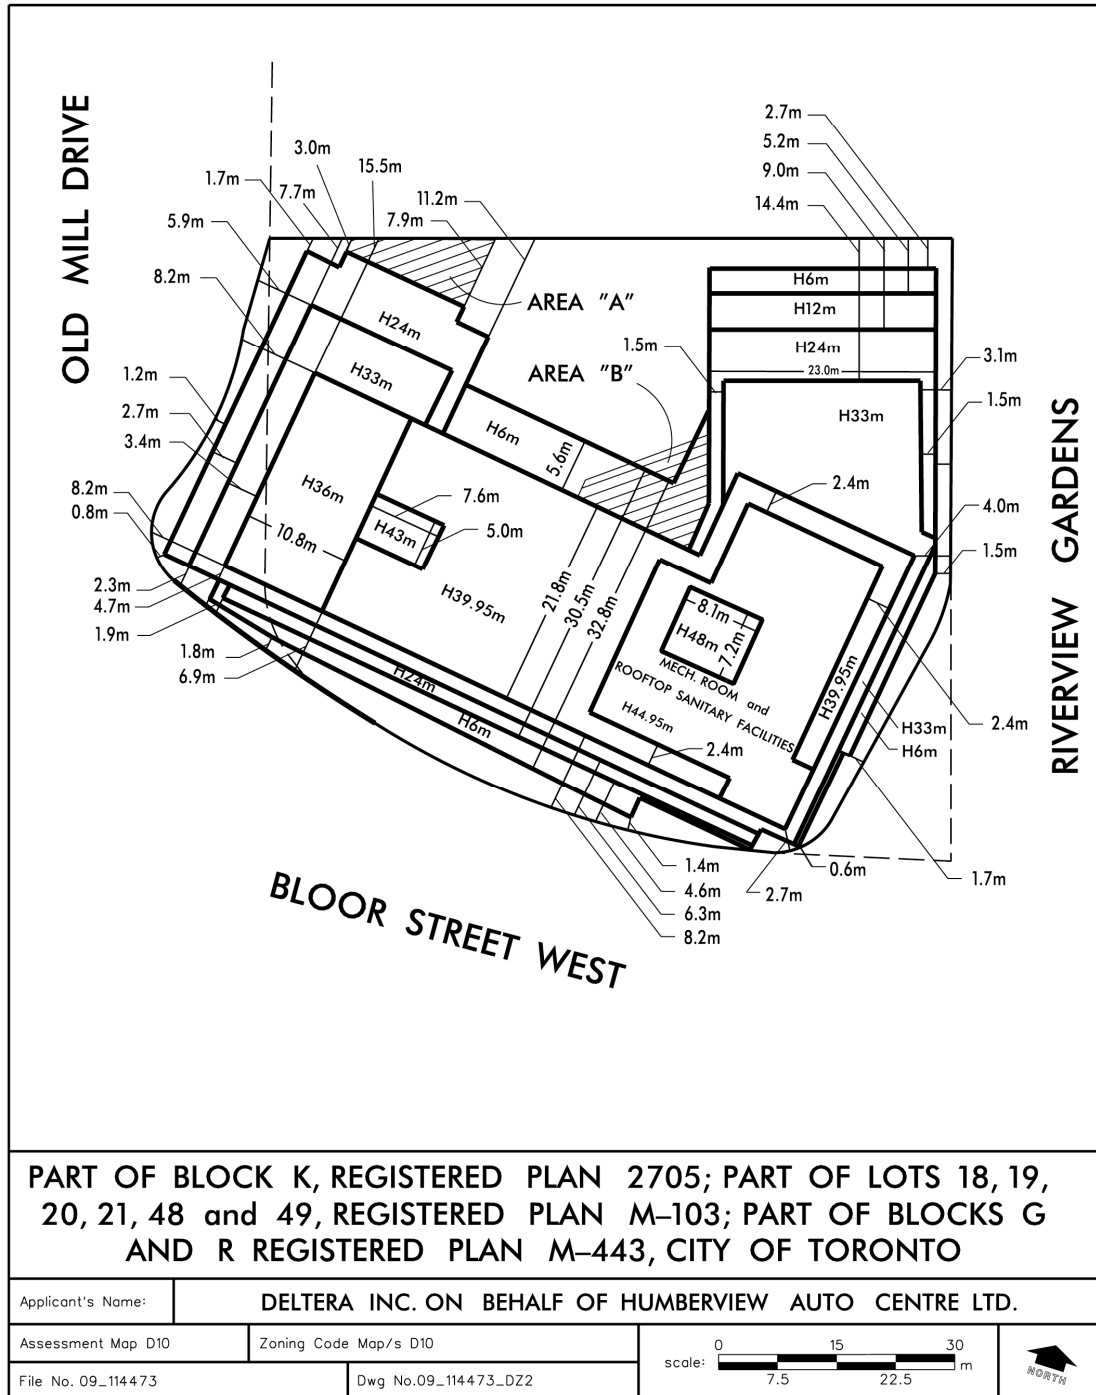 OLD MILL DRIVE
1.7m
7.7m
3.0m
15.5m
11.2m
7.9m
5.9m
8.2m
2.7m
5.2m
9.0m
14.4m
AREA "A"
AREA "B"
1.5m
H6m
H12m
H24m
23.0m
H33m
3.1m
1.5m
H24m
H33m
H6m
5.6m
1.2m
2.7m
3.4m
8.2m
0.8m
H36m
10.8m
7.6m
5.0m
H43m
H39.95m
2.4m
4.0m
1.5m
RIVERVIEW GARDENS
21.8m
30.5m
32.8m
8.1m
7.2m
H48m
MECH. ROOM and
ROOFTOP SANITARY FACILITIES
H44.95m
H39.95m
2.3m
4.7m
1.9m
1.8m
6.9m
H24m
H6m
2.4m
2.4m
H33m
H6m
1.4m
4.6m
6.3m
8.2m
2.7m
0.6m
1.7m
BLOOR STREET WEST
PART OF BLOCK K, REGISTERED PLAN 2705; PART OF LOTS 18, 19,
20, 21, 48 and 49, REGISTERED PLAN M–103; PART OF BLOCKS G
AND R REGISTERED PLAN M–443, CITY OF TORONTO
Applicant's Name: DELTERA INC. ON BEHALF OF HUMBERVIEW AUTO CENTRE LTD.
Assessment Map D10 Zoning Code Map/s D10
File No. 09_114473 Dwg No.09_114473_DZ2
scale: 0 15 30 m
7.5 22.5
NORTH